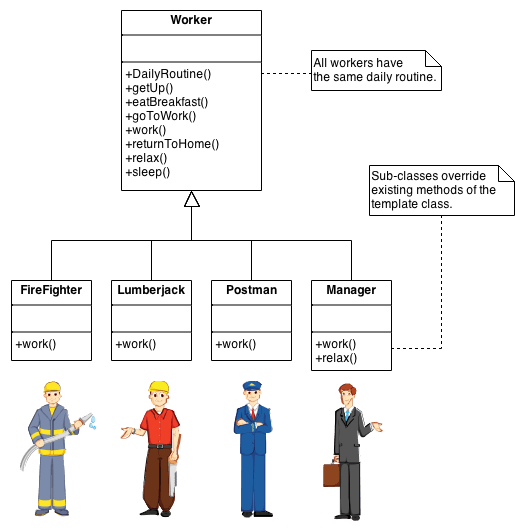 Worker
+DailyRoutine()
+getUp()
+eatBreakfast()
+goToWork()
+work()
+returnToHome()
+relax()
+sleep()
All workers have
the same daily routine.
Sub-classes override
existing methods of the
template class.
FireFighter
+work()
Lumberjack
+work()
Postman
+work()
Manager
+work()
+relax()